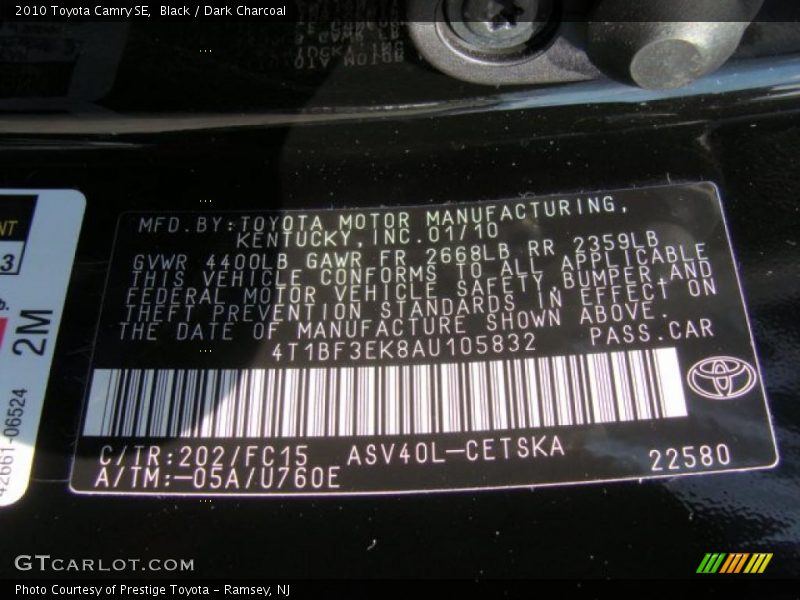 2010 Toyota Camry SE, Black / Dark Charcoal
MFD.BY:TOYOTA MOTOR MANUFACTURING,
KENTUCKY,INC.01/10
GVWR 4400LB GAWR FR 2668LB RR 2359LB
THIS VEHICLE CONFORMS TO ALL APPLICABLE
FEDERAL MOTOR VEHICLE SAFETY,BUMPER,AND
THEFT PREVENTION STANDARDS IN EFFECT ON
THE DATE OF MANUFACTURE SHOWN ABOVE.
4T1BF3EK8AU105832 PASS.CAR
C/TR:202/FC15 ASV40L-CETSKA
A/TM:-05A/U760E 22580
2M
42661-06524
GTCARLOT.COM
Photo Courtesy of Prestige Toyota - Ramsey, NJ